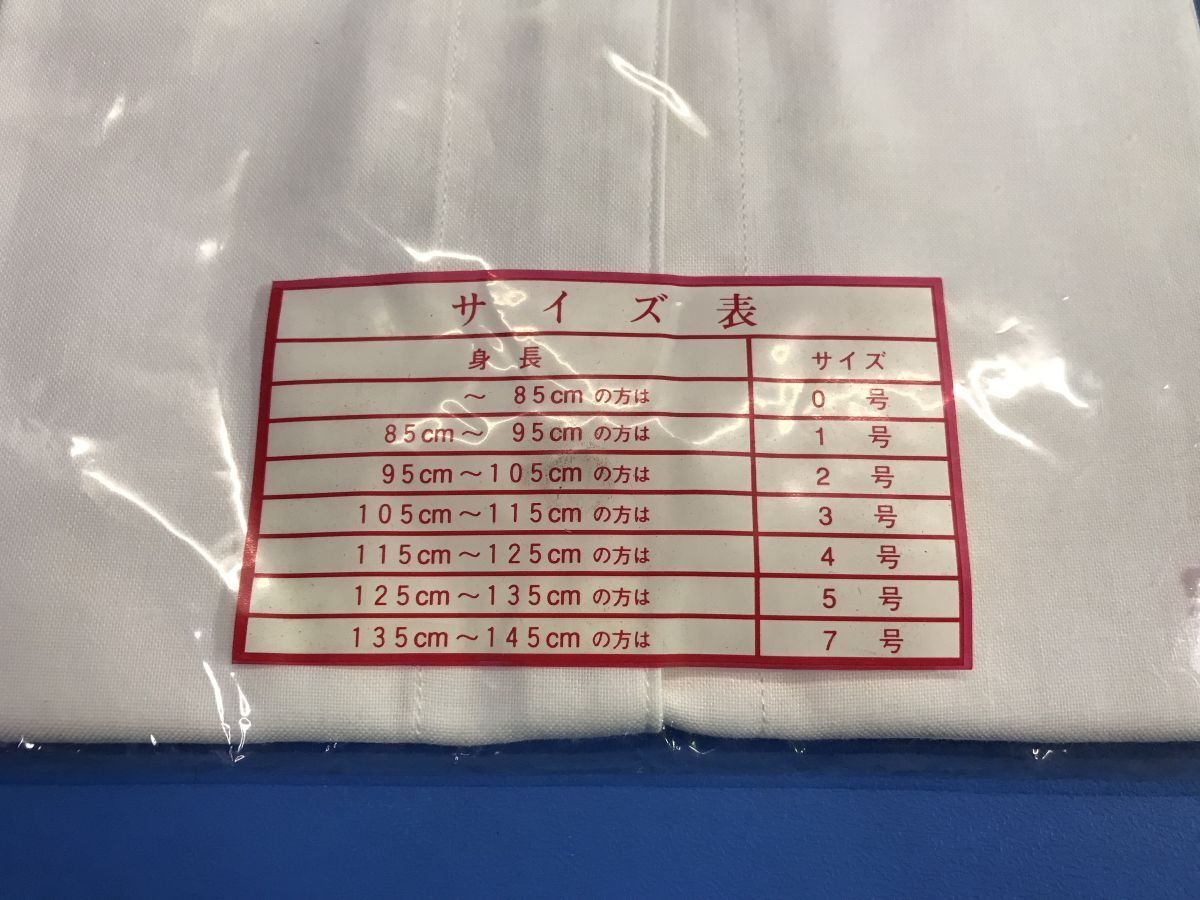 サイズ表
身長 サイズ
～ 85cm の方は 0 号
85cm～ 95cm の方は 1 号
95cm～105cm の方は 2 号
105cm～115cm の方は 3 号
115cm～125cm の方は 4 号
125cm～135cm の方は 5 号
135cm～145cm の方は 7 号